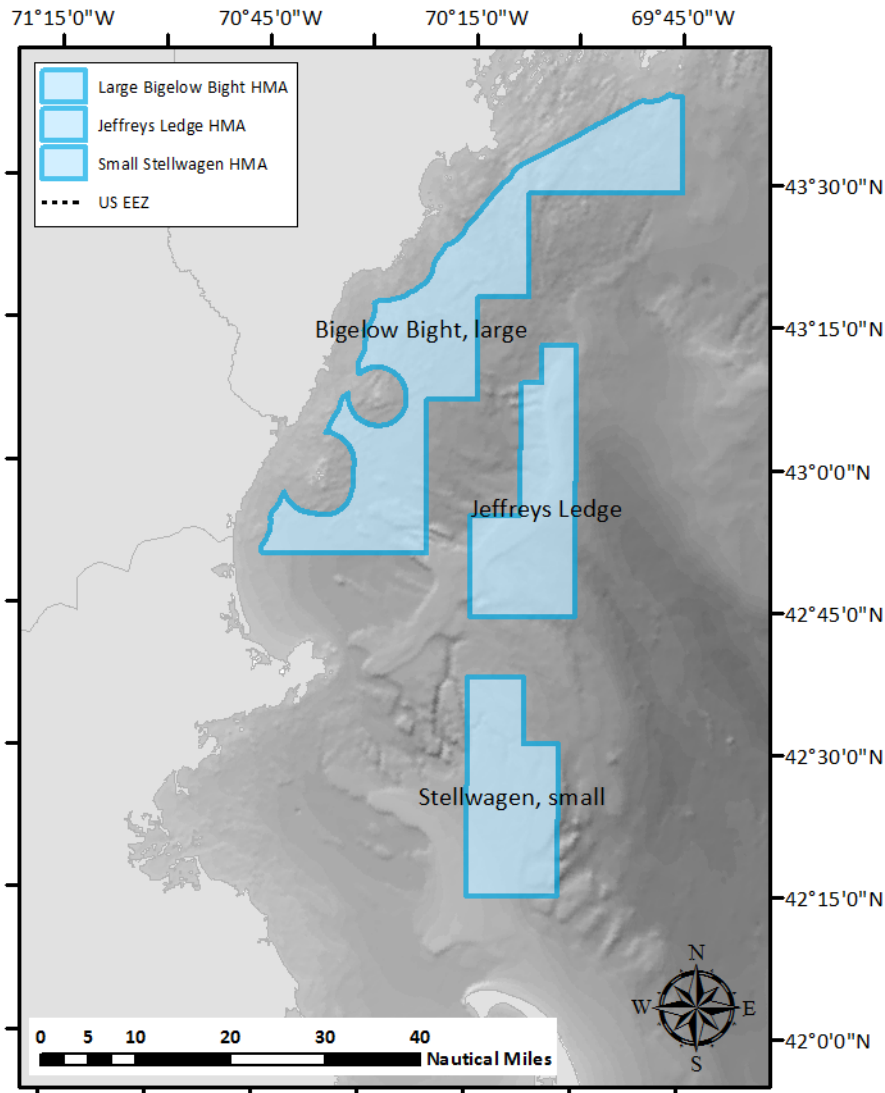 71°15'0"W 70°45'0"W 70°15'0"W 69°45'0"W
Large Bigelow Bight HMA
Jeffreys Ledge HMA
Small Stellwagen HMA
US EEZ
43°30'0"N
Bigelow Bight, large
43°15'0"N
43°0'0"N
Jeffreys Ledge
42°45'0"N
42°30'0"N
Stellwagen, small
42°15'0"N
N
W E
S
0 5 10 20 30 40
Nautical Miles
42°0'0"N